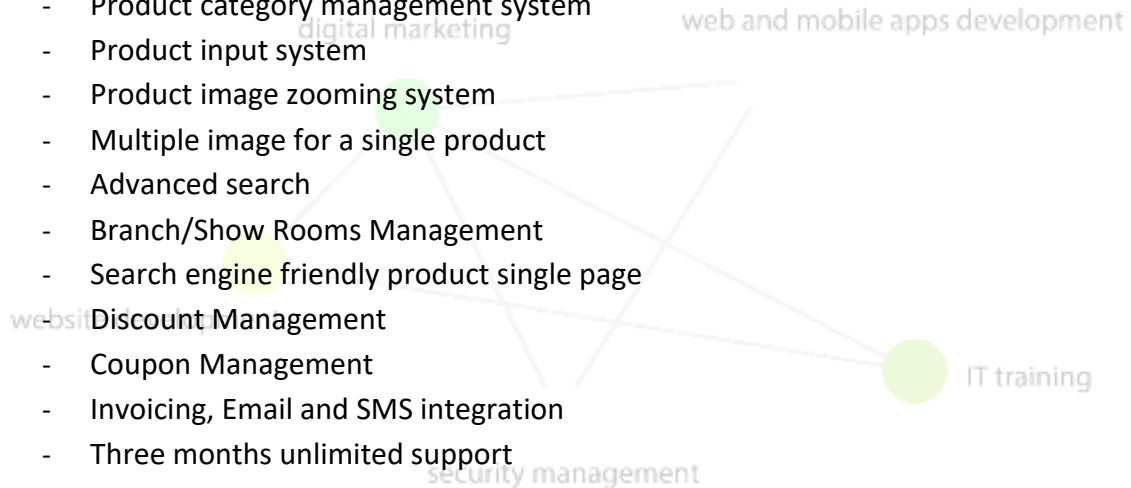 - Product category management system
digital marketing
web and mobile apps development
- Product input system
- Product image zooming system
- Multiple image for a single product
- Advanced search
- Branch/Show Rooms Management
- Search engine friendly product single page
- Discount Management
- Coupon Management
IT training
- Invoicing, Email and SMS integration
- Three months unlimited support
security management